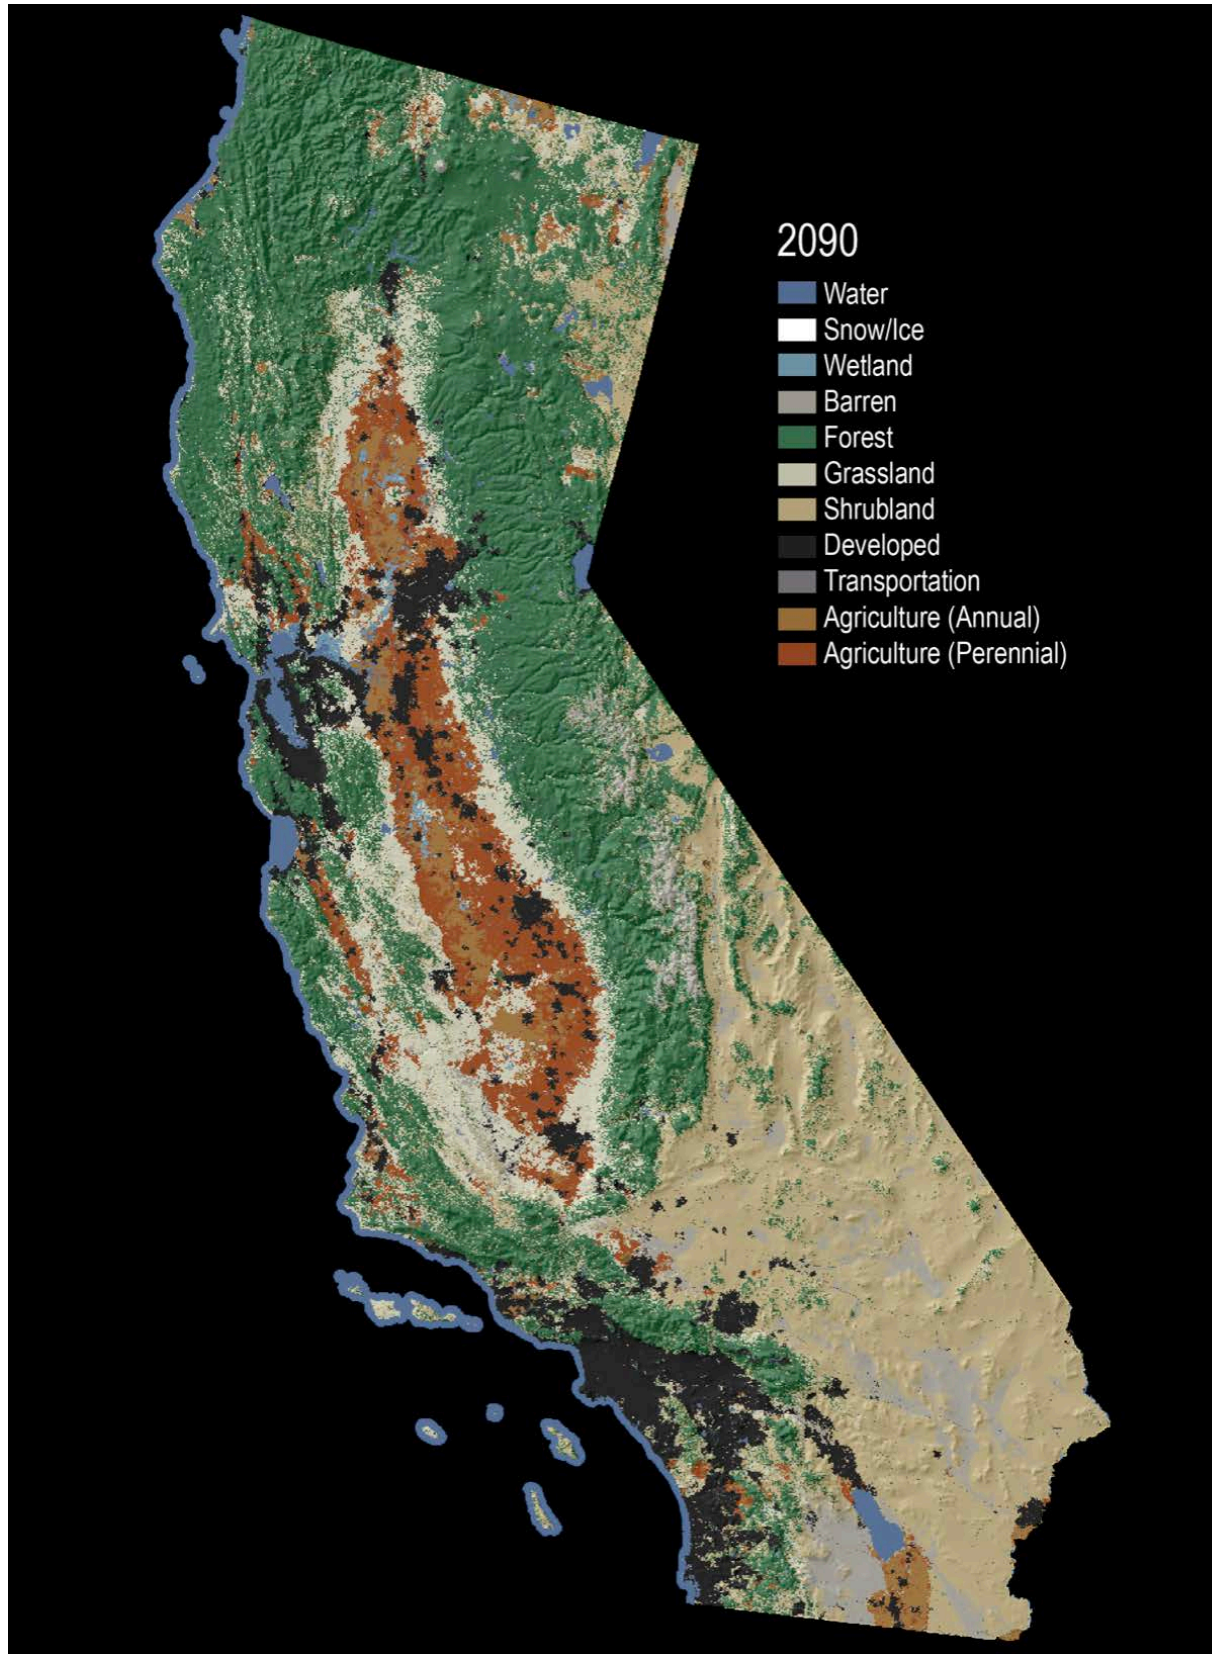 2090
Water
Snow/Ice
Wetland
Barren
Forest
Grassland
Shrubland
Developed
Transportation
Agriculture (Annual)
Agriculture (Perennial)